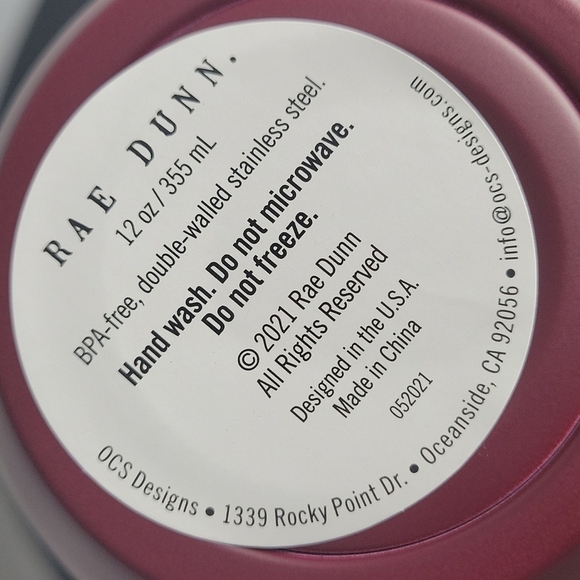 RAE DUNN.
12 oz / 355 mL
BPA-free, double-walled stainless steel.
Hand wash. Do not microwave.
Do not freeze.
© 2021 Rae Dunn
All Rights Reserved
Designed in the U.S.A.
Made in China
052021
OCS Designs • 1339 Rocky Point Dr. • Oceanside, CA 92056 • info@ocs-designs.com